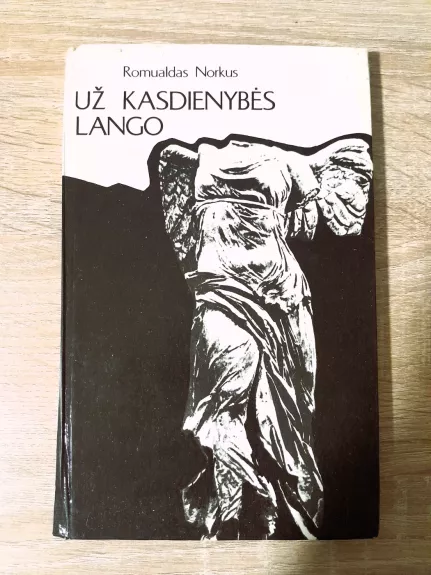 Romualdas Norkus
UŽ KASDIENYBĖS
LANGO